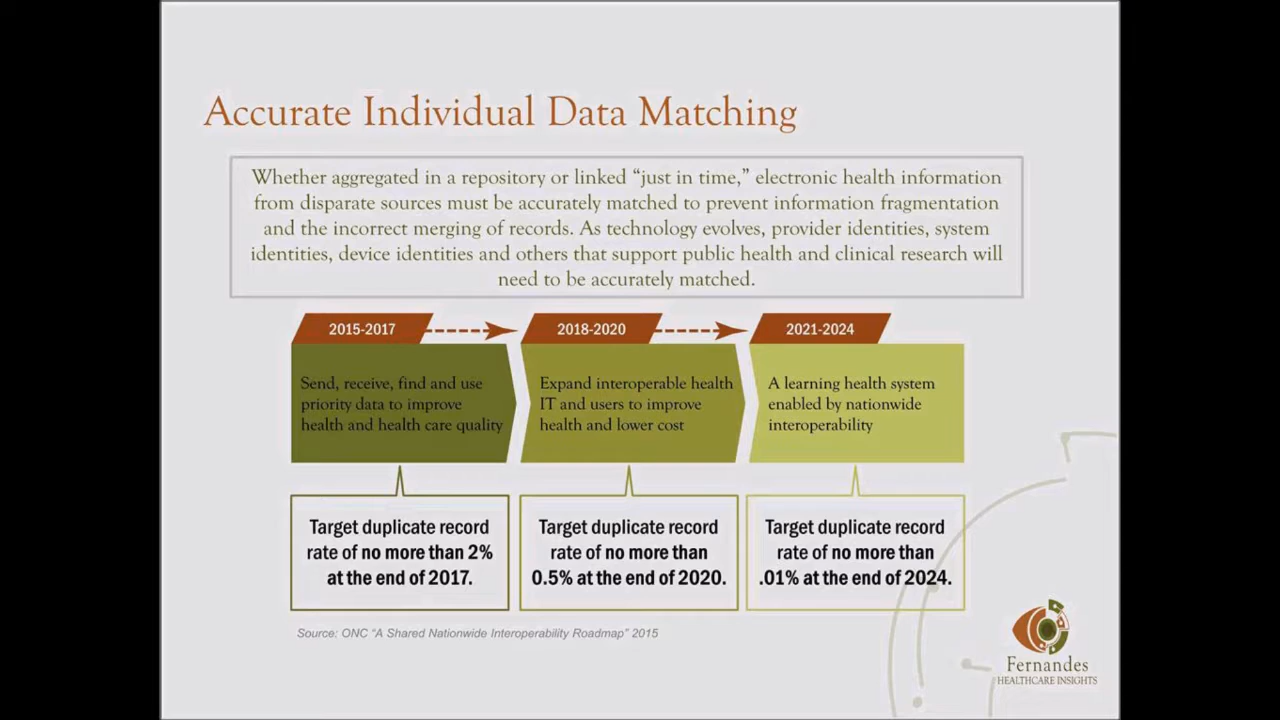 Accurate Individual Data Matching
Whether aggregated in a repository or linked “just in time,” electronic health information
from disparate sources must be accurately matched to prevent information fragmentation
and the incorrect merging of records. As technology evolves, provider identities, system
identities, device identities and others that support public health and clinical research will
need to be accurately matched.
2015-2017
Send, receive, find and use
priority data to improve
health and health care quality
Target duplicate record
rate of no more than 2%
at the end of 2017.
2018-2020
Expand interoperable health
IT and users to improve
health and lower cost
Target duplicate record
rate of no more than
0.5% at the end of 2020.
2021-2024
A learning health system
enabled by nationwide
interoperability
Target duplicate record
rate of no more than
.01% at the end of 2024.
Source: ONC “A Shared Nationwide Interoperability Roadmap” 2015
Fernandes
HEALTHCARE INSIGHTS